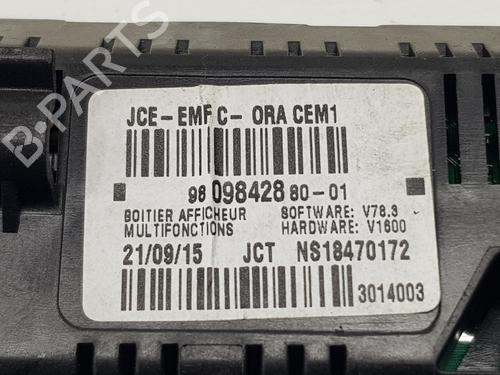 B-PARTS
JCE-EMF C- ORA CEM1
98 098428 80-01
BOITIER AFFICHEUR SOFTWARE: V78.3
MULTIFONCTIONS HARDWARE: V1600
21/09/15 JCT NS18470172
3014003